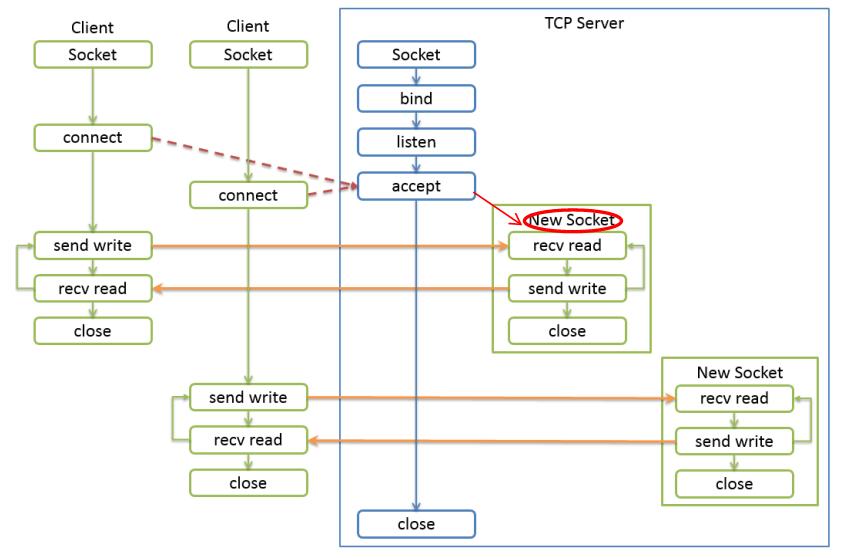 Client
Client
TCP Server
Socket
Socket
Socket
bind
connect
listen
connect
accept
New Socket
send write
recv read
recv read
send write
close
close
New Socket
send write
recv read
recv read
send write
close
close
close